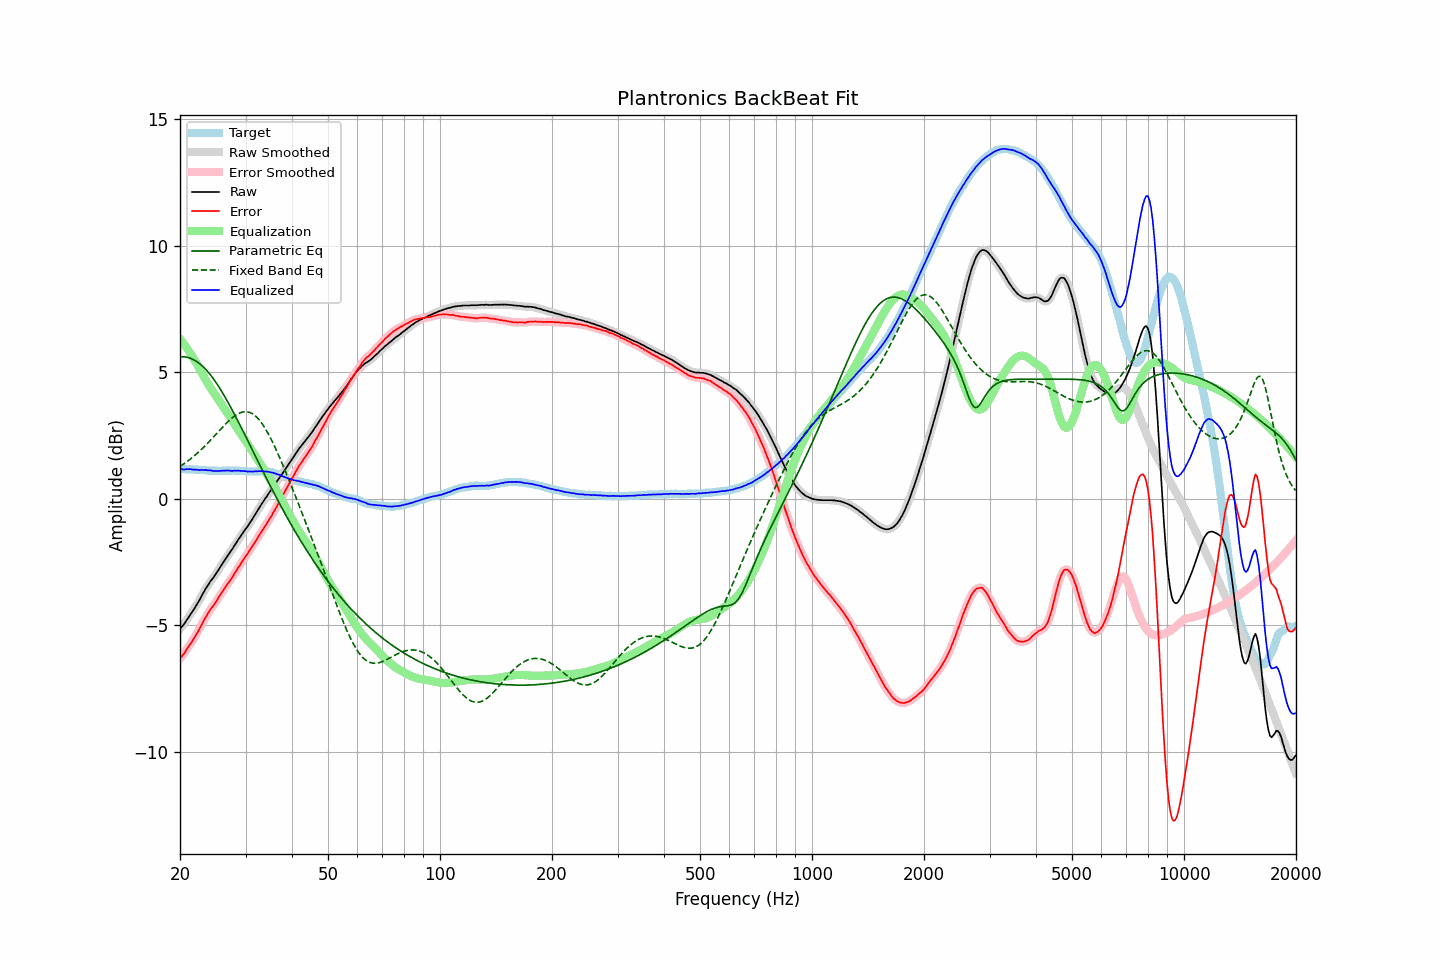 Plantronics BackBeat Fit
Target
Raw Smoothed
Error Smoothed
Raw
Error
Equalization
Parametric Eq
Fixed Band Eq
Equalized
Amplitude (dBr)
15
10
5
0
−5
−10
20 50 100 200 500 1000 2000 5000 10000 20000
Frequency (Hz)